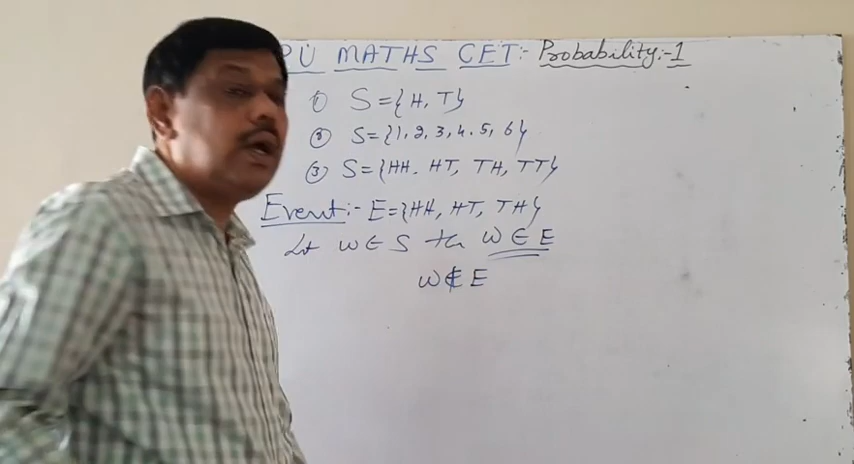 PU MATHS CET:- Probability:-1
① S={H, T}
② S={1, 2, 3, 4. 5, 6}
③ S={HH. HT, TH, TT}
Event:- E={HH, HT, TH}
Let ω∈S th ω∈E
ω∉E